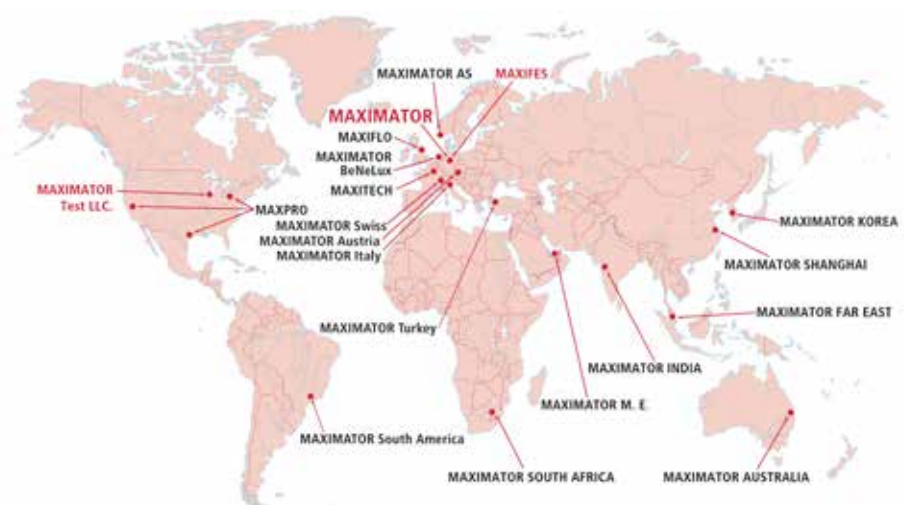 MAXIMATOR AS
MAXIFES
MAXIMATOR
MAXIFLO
MAXIMATOR
BeNeLux
MAXITECH
MAXIMATOR
Test LLC.
MAXPRO
MAXIMATOR Swiss
MAXIMATOR Austria
MAXIMATOR Italy
MAXIMATOR KOREA
MAXIMATOR SHANGHAI
MAXIMATOR FAR EAST
MAXIMATOR Turkey
MAXIMATOR INDIA
MAXIMATOR M. E.
MAXIMATOR South America
MAXIMATOR SOUTH AFRICA
MAXIMATOR AUSTRALIA